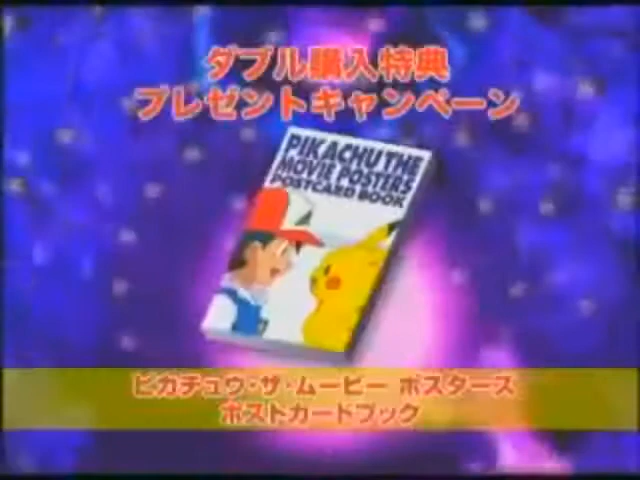 ダブル購入特典
プレゼントキャンペーン
PIKACHU THE
MOVIE POSTERS
POSTCARD BOOK
ピカチュウ・ザ・ムービー ポスターズ
ポストカードブック